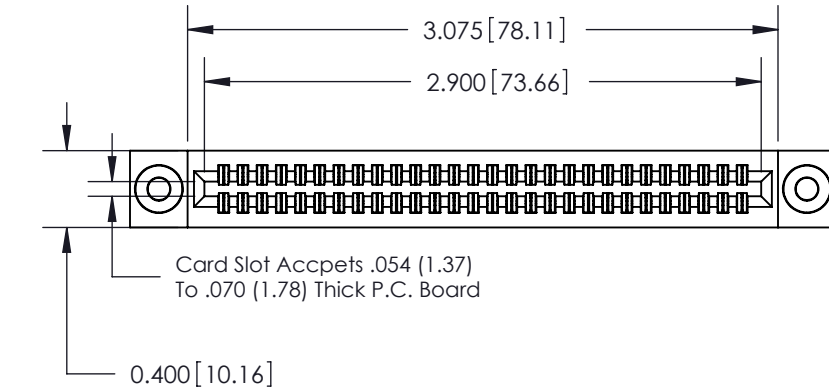 3.075[78.11]
2.900[73.66]
Card Slot Accpets .054 (1.37)
To .070 (1.78) Thick P.C. Board
0.400[10.16]